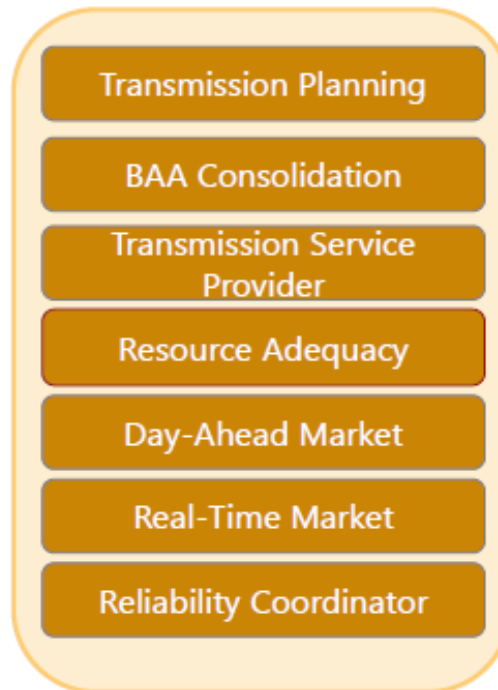 Transmission Planning
BAA Consolidation
Transmission Service
Provider
Resource Adequacy
Day-Ahead Market
Real-Time Market
Reliability Coordinator